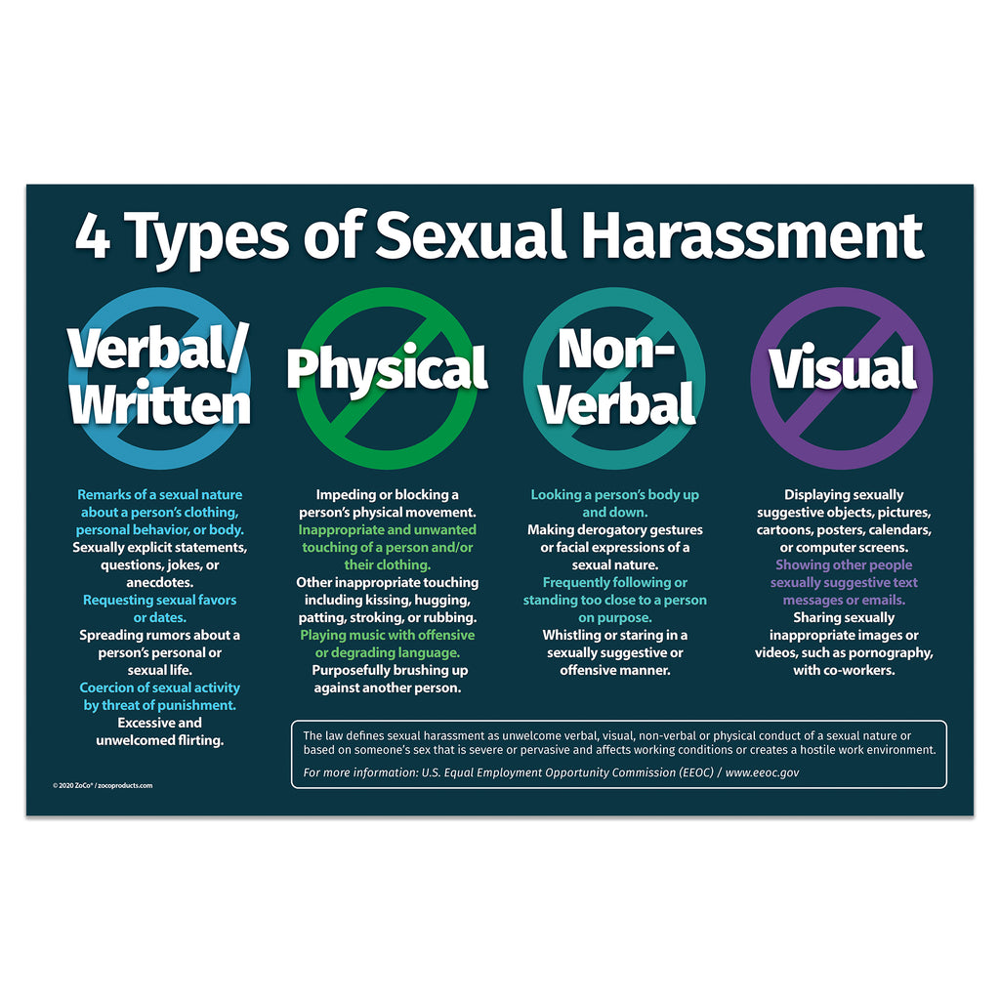 4 Types of Sexual Harassment
Verbal/
Written
Remarks of a sexual nature
about a person's clothing,
personal behavior, or body.
Sexually explicit statements,
questions, jokes, or
anecdotes.
Requesting sexual favors
or dates.
Spreading rumors about a
person's personal or
sexual life.
Coercion of sexual activity
by threat of punishment.
Excessive and
unwelcomed flirting.
Physical
Impeding or blocking a
person's physical movement.
Inappropriate and unwanted
touching of a person and/or
their clothing.
Other inappropriate touching
including kissing, hugging,
patting, stroking, or rubbing.
Playing music with offensive
or degrading language.
Purposefully brushing up
against another person.
Non-
Verbal
Looking a person's body up
and down.
Making derogatory gestures
or facial expressions of a
sexual nature.
Frequently following or
standing too close to a person
on purpose.
Whistling or staring in a
sexually suggestive or
offensive manner.
Visual
Displaying sexually
suggestive objects, pictures,
cartoons, posters, calendars,
or computer screens.
Showing other people
sexually suggestive text
messages or emails.
Sharing sexually
inappropriate images or
videos, such as pornography,
with co-workers.
The law defines sexual harassment as unwelcome verbal, visual, non-verbal or physical conduct of a sexual nature or
based on someone's sex that is severe or pervasive and affects working conditions or creates a hostile work environment.
For more information: U.S. Equal Employment Opportunity Commission (EEOC) / www.eeoc.gov
© 2020 ZoCo® / zocoproducts.com